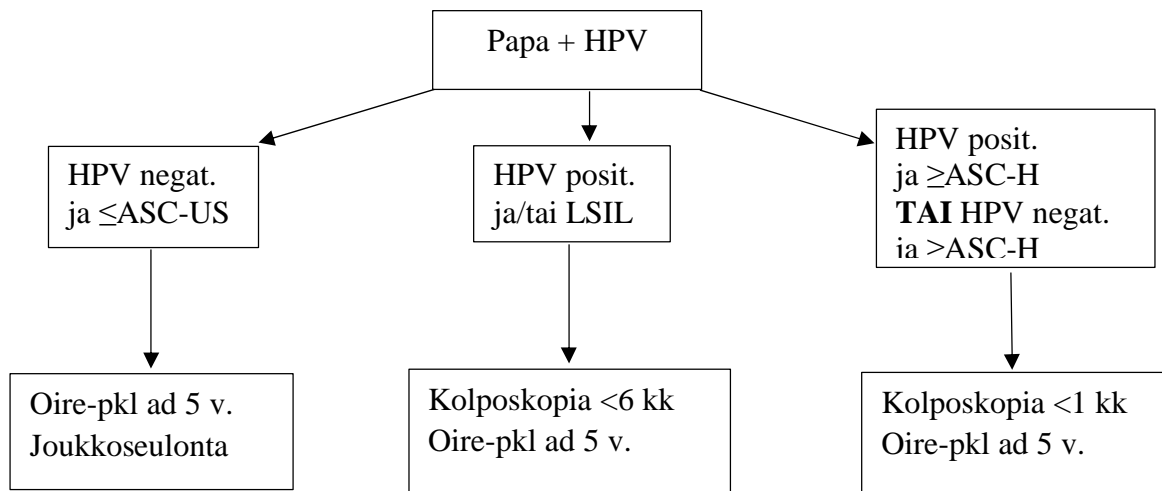 Papa + HPV
HPV negat.
ja ≤ASC-US
HPV posit.
ja/tai LSIL
HPV posit.
ja ≥ASC-H
TAI HPV negat.
ja >ASC-H
Oire-pkl ad 5 v.
Joukkoseulonta
Kolposkopia <6 kk
Oire-pkl ad 5 v.
Kolposkopia <1 kk
Oire-pkl ad 5 v.